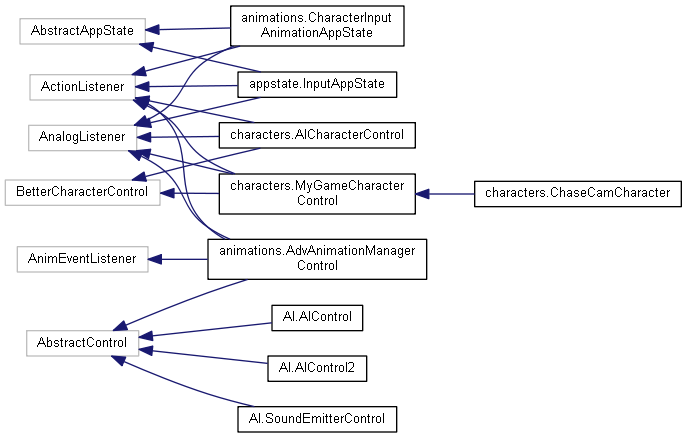 AbstractAppState
ActionListener
AnalogListener
BetterCharacterControl
AnimEventListener
AbstractControl
animations.CharacterInput
AnimationAppState
appstate.InputAppState
characters.AICharacterControl
characters.MyGameCharacter
Control
animations.AdvAnimationManager
Control
AI.AIControl
AI.AIControl2
AI.SoundEmitterControl
characters.ChaseCamCharacter